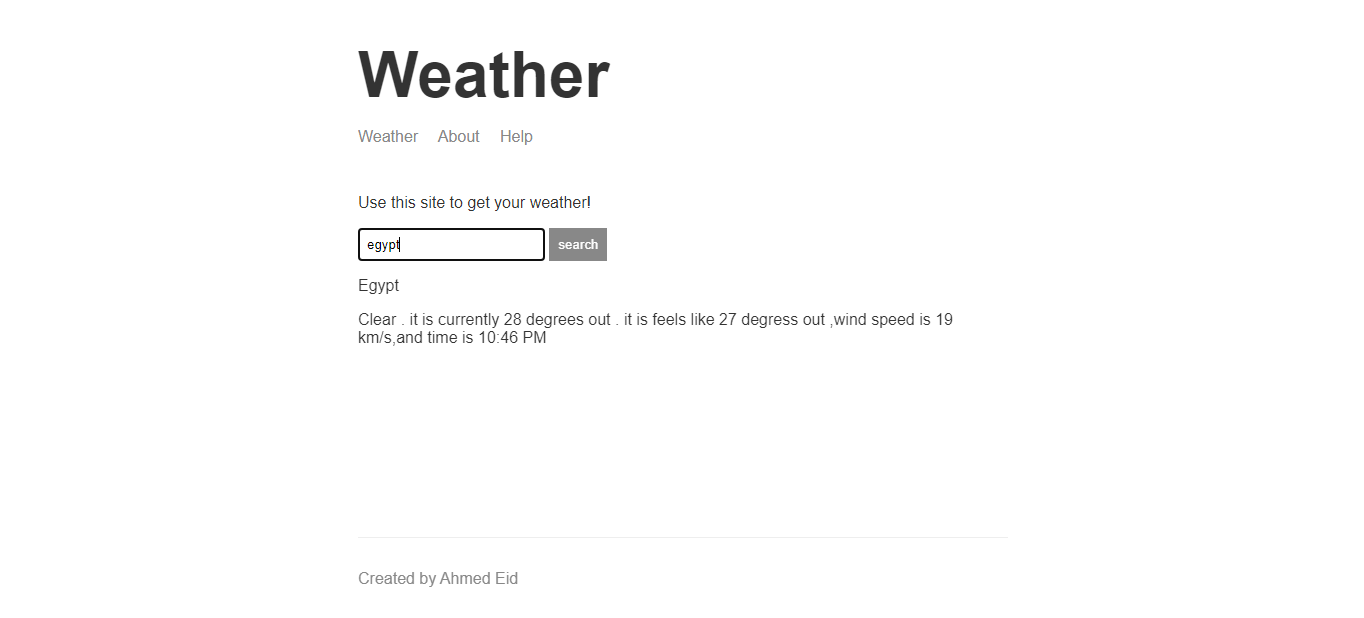 Weather
Weather About Help
Use this site to get your weather!
egypt search
Egypt
Clear . it is currently 28 degrees out . it is feels like 27 degress out ,wind speed is 19
km/s,and time is 10:46 PM
Created by Ahmed Eid